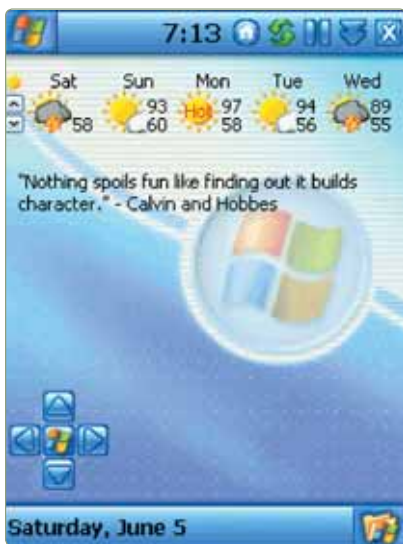 7:13
Sat Sun Mon Tue Wed
93 Hot 97 94 89
58 60 58 56 55
"Nothing spoils fun like finding out it builds
character." - Calvin and Hobbes
Saturday, June 5